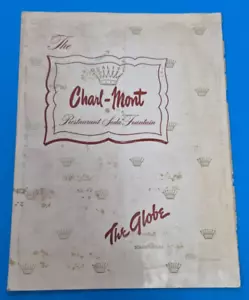 The
Charl-Mont
Restaurant Soda Fountain
The Globe